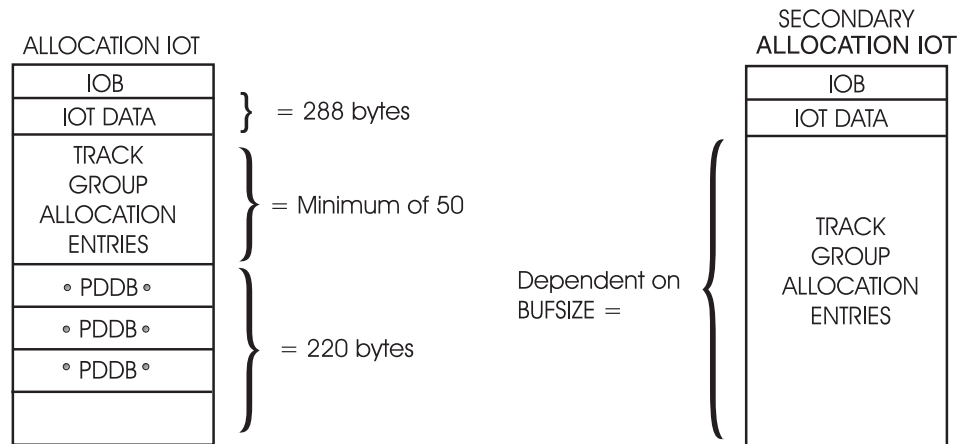 ALLOCATION IOT
IOB
IOT DATA
} = 288 bytes
TRACK
GROUP
ALLOCATION
ENTRIES
= Minimum of 50
• PDDB •
• PDDB •
• PDDB •
= 220 bytes
SECONDARY
ALLOCATION IOT
IOB
IOT DATA
Dependent on
BUFSIZE =
TRACK
GROUP
ALLOCATION
ENTRIES